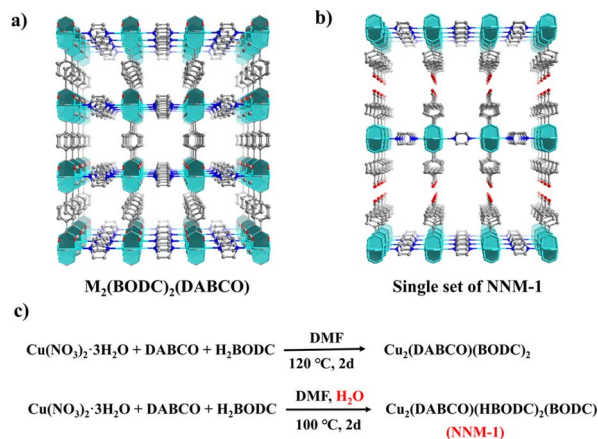 a)
b)
M₂(BODC)₂(DABCO)
Single set of NNM-1
c)
Cu(NO₃)₂·3H₂O + DABCO + H₂BODC
DMF
120 °C, 2d
Cu₂(DABCO)(BODC)₂
Cu(NO₃)₂·3H₂O + DABCO + H₂BODC
DMF, H₂O
100 °C, 2d
Cu₂(DABCO)(HBODC)₂(BODC)
(NNM-1)